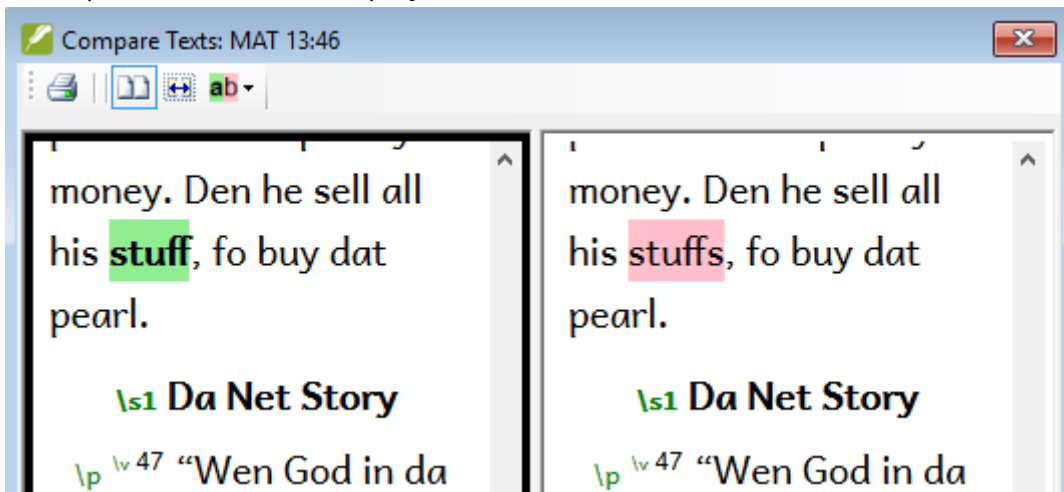 Compare Texts: MAT 13:46
ab
money. Den he sell all
his stuff, fo buy dat
pearl.
\s1 Da Net Story
\p \v 47 “Wen God in da
money. Den he sell all
his stuffs, fo buy dat
pearl.
\s1 Da Net Story
\p \v 47 “Wen God in da